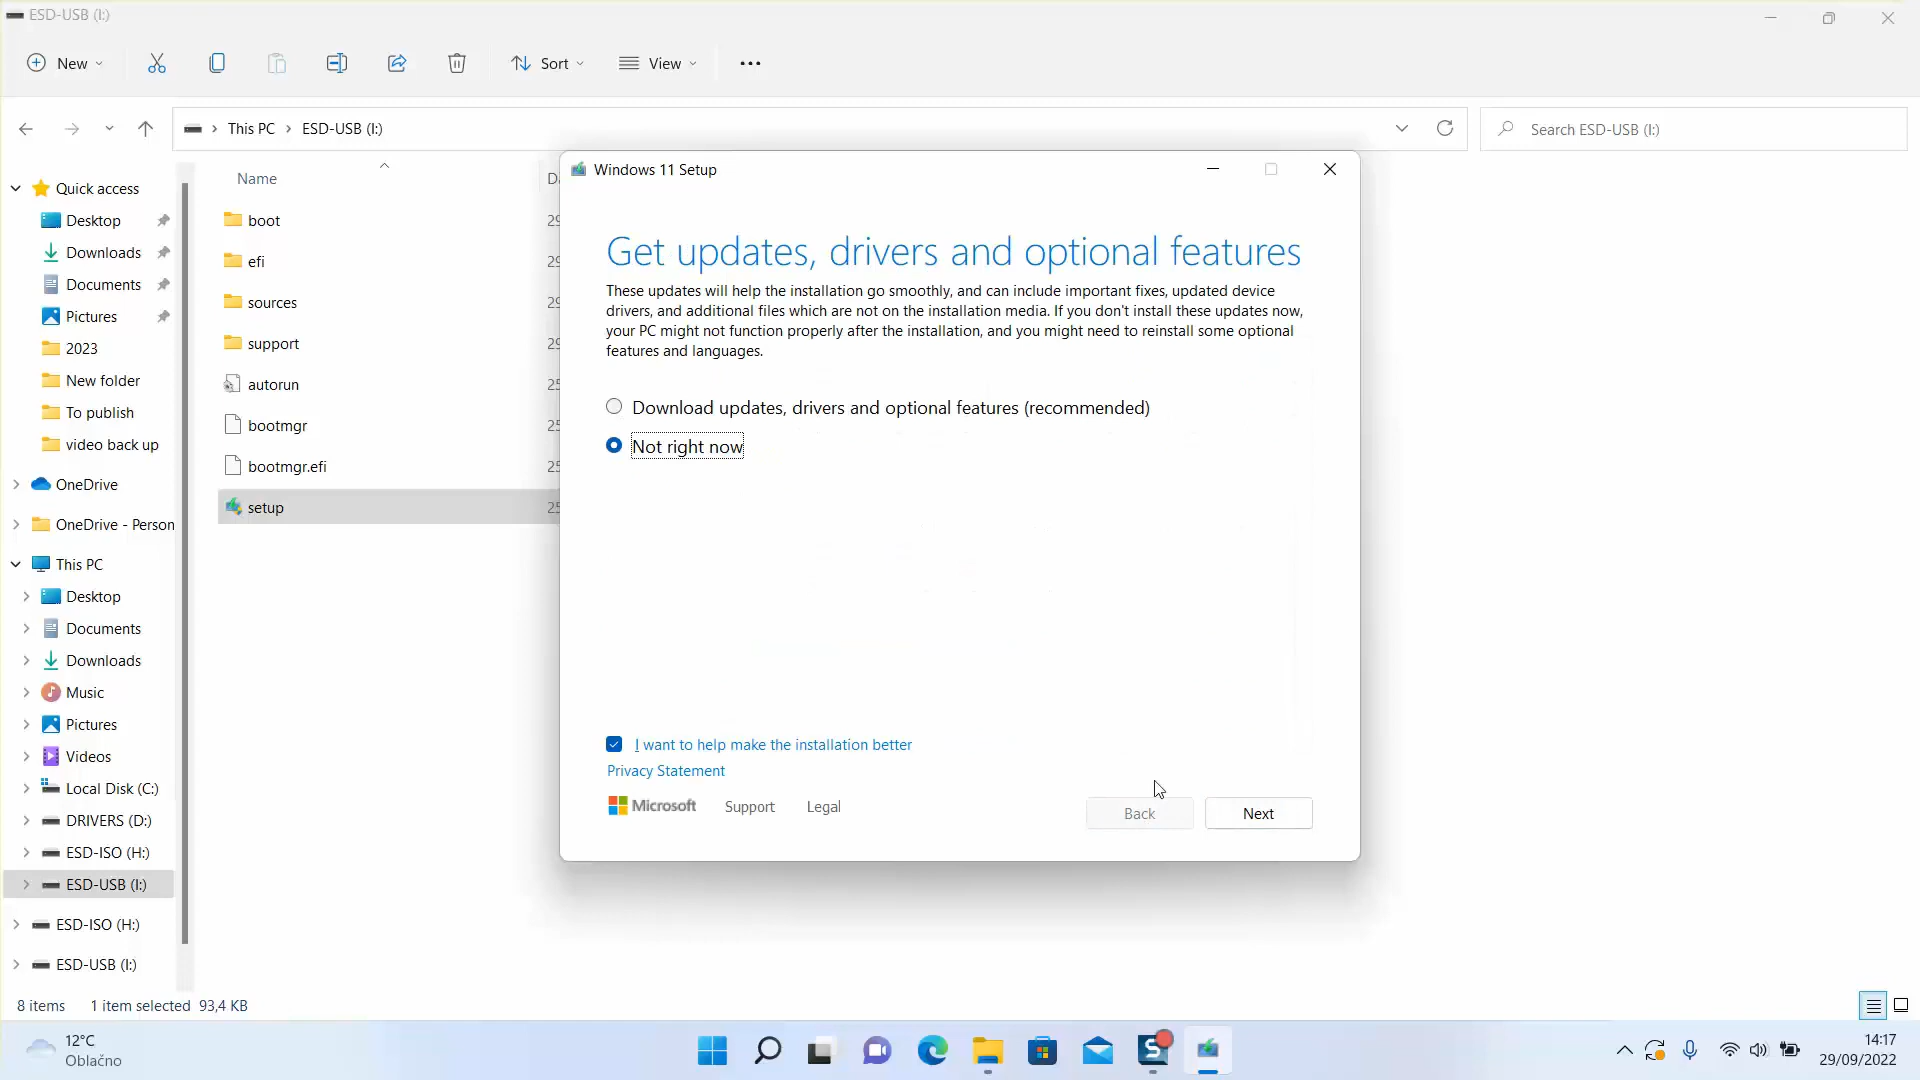 ESD-USB (I:)
New
Sort
View
This PC
ESD-USB (I:)
Search ESD-USB (I:)
Quick access
Desktop
Downloads
Documents
Pictures
2023
New folder
To publish
video back up
OneDrive
OneDrive - Person
This PC
Desktop
Documents
Downloads
Music
Pictures
Videos
Local Disk (C:)
DRIVERS (D:)
ESD-ISO (H:)
ESD-USB (I:)
ESD-ISO (H:)
ESD-USB (I:)
Name
boot
efi
sources
support
autorun
bootmgr
bootmgr.efi
setup
Windows 11 Setup
Get updates, drivers and optional features
These updates will help the installation go smoothly, and can include important fixes, updated device
drivers, and additional files which are not on the installation media. If you don't install these updates now,
your PC might not function properly after the installation, and you might need to reinstall some optional
features and languages.
Download updates, drivers and optional features (recommended)
Not right now
I want to help make the installation better
Privacy Statement
Microsoft
Support
Legal
Back
Next
8 items
1 item selected 93,4 KB
12°C
Oblačno
14:17
29/09/2022